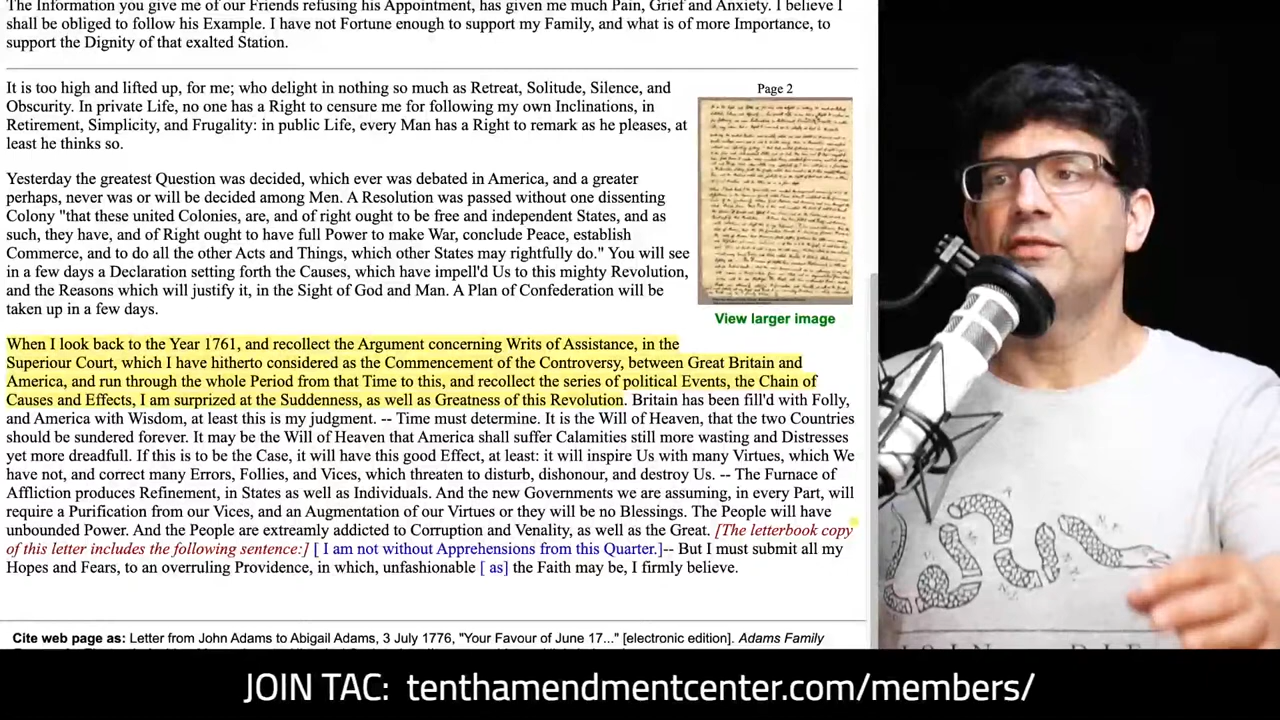 The Information you give me of our Friends refusing his Appointment, has given me much Pain, Grief and Anxiety. I believe I
shall be obliged to follow his Example. I have not Fortune enough to support my Family, and what is of more Importance, to
support the Dignity of that exalted Station.
It is too high and lifted up, for me; who delight in nothing so much as Retreat, Solitude, Silence, and
Obscurity. In private Life, no one has a Right to censure me for following my own Inclinations, in
Retirement, Simplicity, and Frugality: in public Life, every Man has a Right to remark as he pleases, at
least he thinks so.
Page 2
View larger image
Yesterday the greatest Question was decided, which ever was debated in America, and a greater
perhaps, never was or will be decided among Men. A Resolution was passed without one dissenting
Colony "that these united Colonies, are, and of right ought to be free and independent States, and as
such, they have, and of Right ought to have full Power to make War, conclude Peace, establish
Commerce, and to do all the other Acts and Things, which other States may rightfully do." You will see
in a few days a Declaration setting forth the Causes, which have impell'd Us to this mighty Revolution,
and the Reasons which will justify it, in the Sight of God and Man. A Plan of Confederation will be
taken up in a few days.
When I look back to the Year 1761, and recollect the Argument concerning Writs of Assistance, in the
Superiour Court, which I have hitherto considered as the Commencement of the Controversy, between Great Britain and
America, and run through the whole Period from that Time to this, and recollect the series of political Events, the Chain of
Causes and Effects, I am surprized at the Suddenness, as well as Greatness of this Revolution. Britain has been fill'd with Folly,
and America with Wisdom, at least this is my judgment. -- Time must determine. It is the Will of Heaven, that the two Countries
should be sundered forever. It may be the Will of Heaven that America shall suffer Calamities still more wasting and Distresses
yet more dreadfull. If this is to be the Case, it will have this good Effect, at least: it will inspire Us with many Virtues, which We
have not, and correct many Errors, Follies, and Vices, which threaten to disturb, dishonour, and destroy Us. -- The Furnace of
Affliction produces Refinement, in States as well as Individuals. And the new Governments we are assuming, in every Part, will
require a Purification from our Vices, and an Augmentation of our Virtues or they will be no Blessings. The People will have
unbounded Power. And the People are extreamly addicted to Corruption and Venality, as well as the Great. [The letterbook copy
of this letter includes the following sentence:] [ I am not without Apprehensions from this Quarter.]-- But I must submit all my
Hopes and Fears, to an overruling Providence, in which, unfashionable [ as] the Faith may be, I firmly believe.
Cite web page as: Letter from John Adams to Abigail Adams, 3 July 1776, "Your Favour of June 17..." [electronic edition]. Adams Family
JOIN TAC: tenthamendmentcenter.com/members/